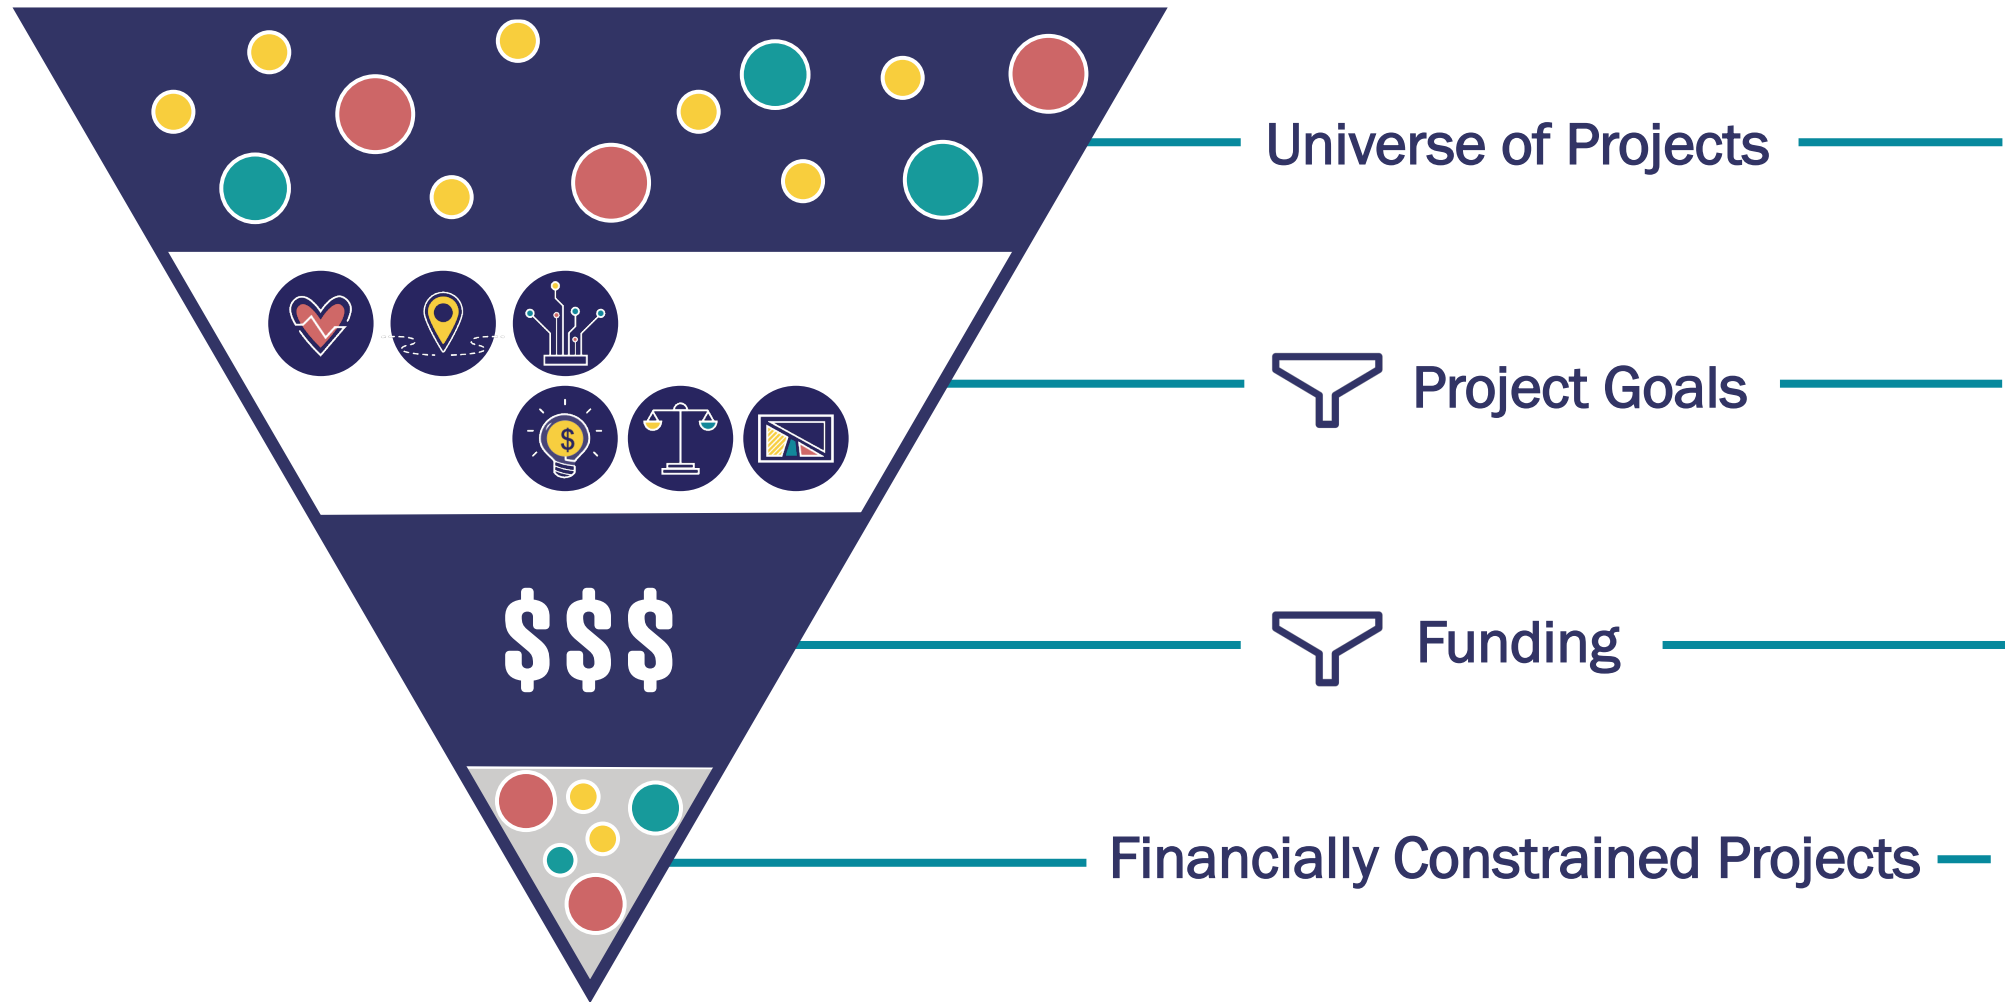 Universe of Projects
Project Goals
$
$$$
Funding
Financially Constrained Projects